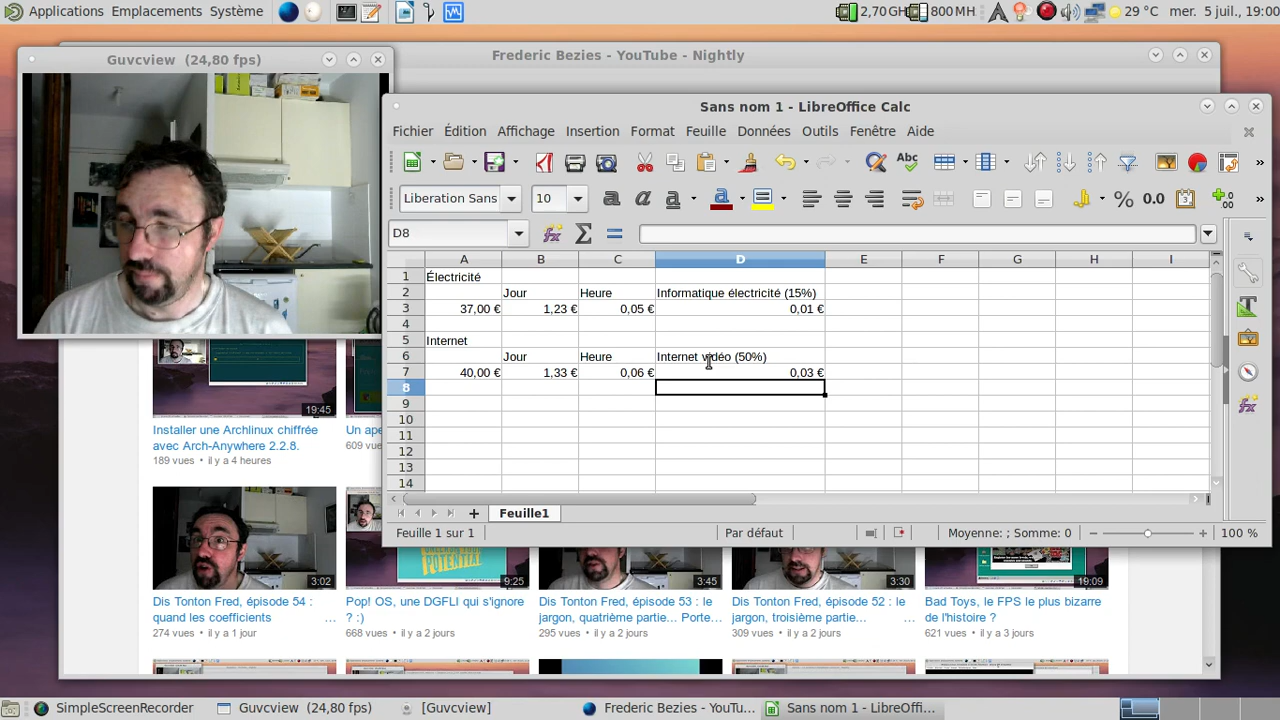 Applications Emplacements Système
2,70 GH 800 MH 29 °C mer. 5 juil., 19:00
Frederic Bezies - YouTube - Nightly
Guvcview (24,80 fps)
Sans nom 1 - LibreOffice Calc
Fichier Édition Affichage Insertion Format Feuille Données Outils Fenêtre Aide
Liberation Sans 10
D8
A B C D E F G H I
1 Électricité
2 Jour Heure Informatique électricité (15%)
3 37,00 € 1,23 € 0,05 € 0,01 €
4
5 Internet
Jour Heure Internet vidéo (50%)
7 40,00 € 1,33 € 0,06 € 0,03 €
8
9
10
11
12
13
14
Feuille1
Feuille 1 sur 1 Par défaut Moyenne: ; Somme: 0 100 %
19:45
Installer une Archlinux chiffrée
avec Arch-Anywhere 2.2.8.
189 vues • il y a 4 heures
Un ape
609 vue
3:02
Dis Tonton Fred, épisode 54 :
quand les coefficients ...
274 vues • il y a 1 jour
9:25
Pop! OS, une DGFLI qui s'ignore
? :)
668 vues • il y a 2 jours
3:45
Dis Tonton Fred, épisode 53 : le
jargon, quatrième partie... Porte...
295 vues • il y a 2 jours
3:30
Dis Tonton Fred, épisode 52 : le
jargon, troisième partie...
309 vues • il y a 2 jours
19:09
Bad Toys, le FPS le plus bizarre
de l'histoire ?
621 vues • il y a 3 jours
SimpleScreenRecorder Guvcview (24,80 fps) [Guvcview] Frederic Bezies - YouTu... Sans nom 1 - LibreOffi...